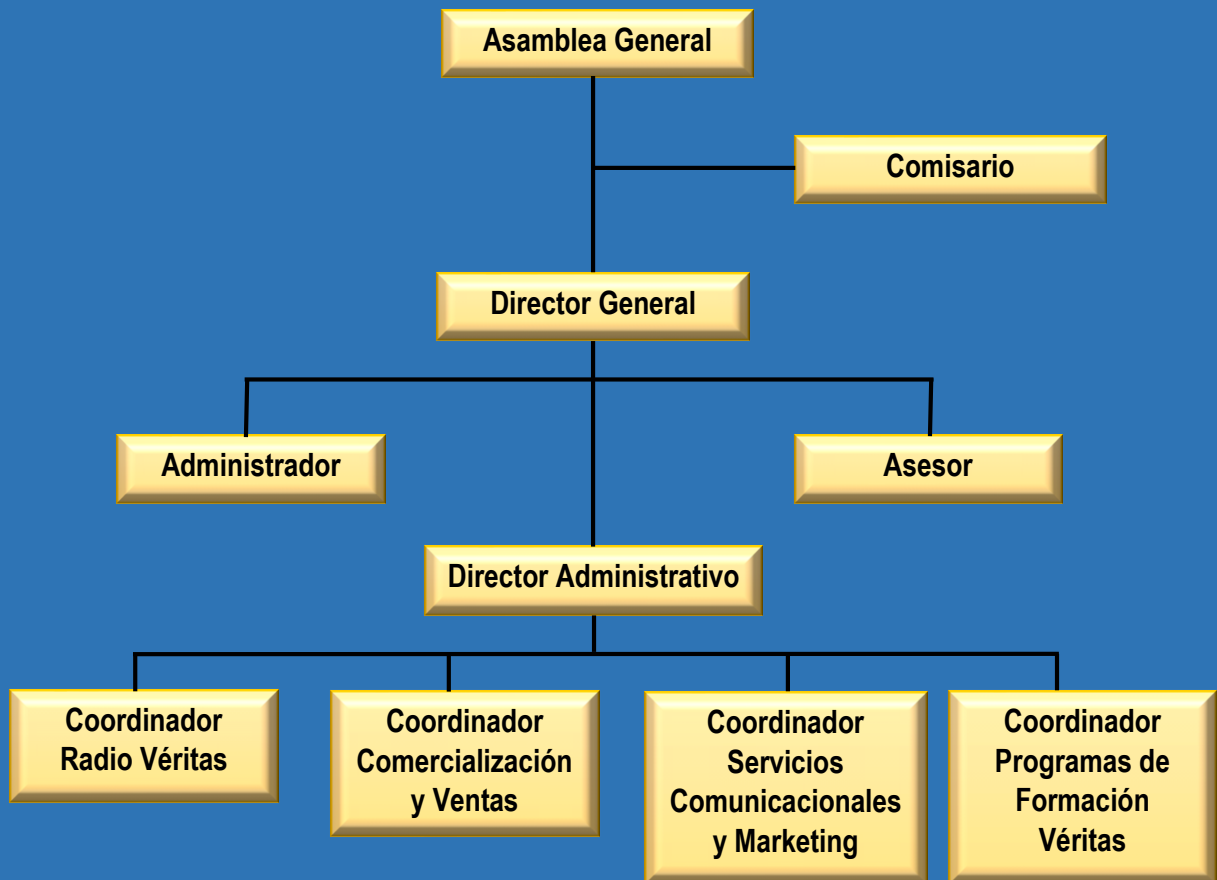 Asamblea General
Comisario
Director General
Administrador
Asesor
Director Administrativo
Coordinador
Radio Véritas
Coordinador
Comercialización
y Ventas
Coordinador
Servicios
Comunicacionales
y Marketing
Coordinador
Programas de
Formación
Véritas